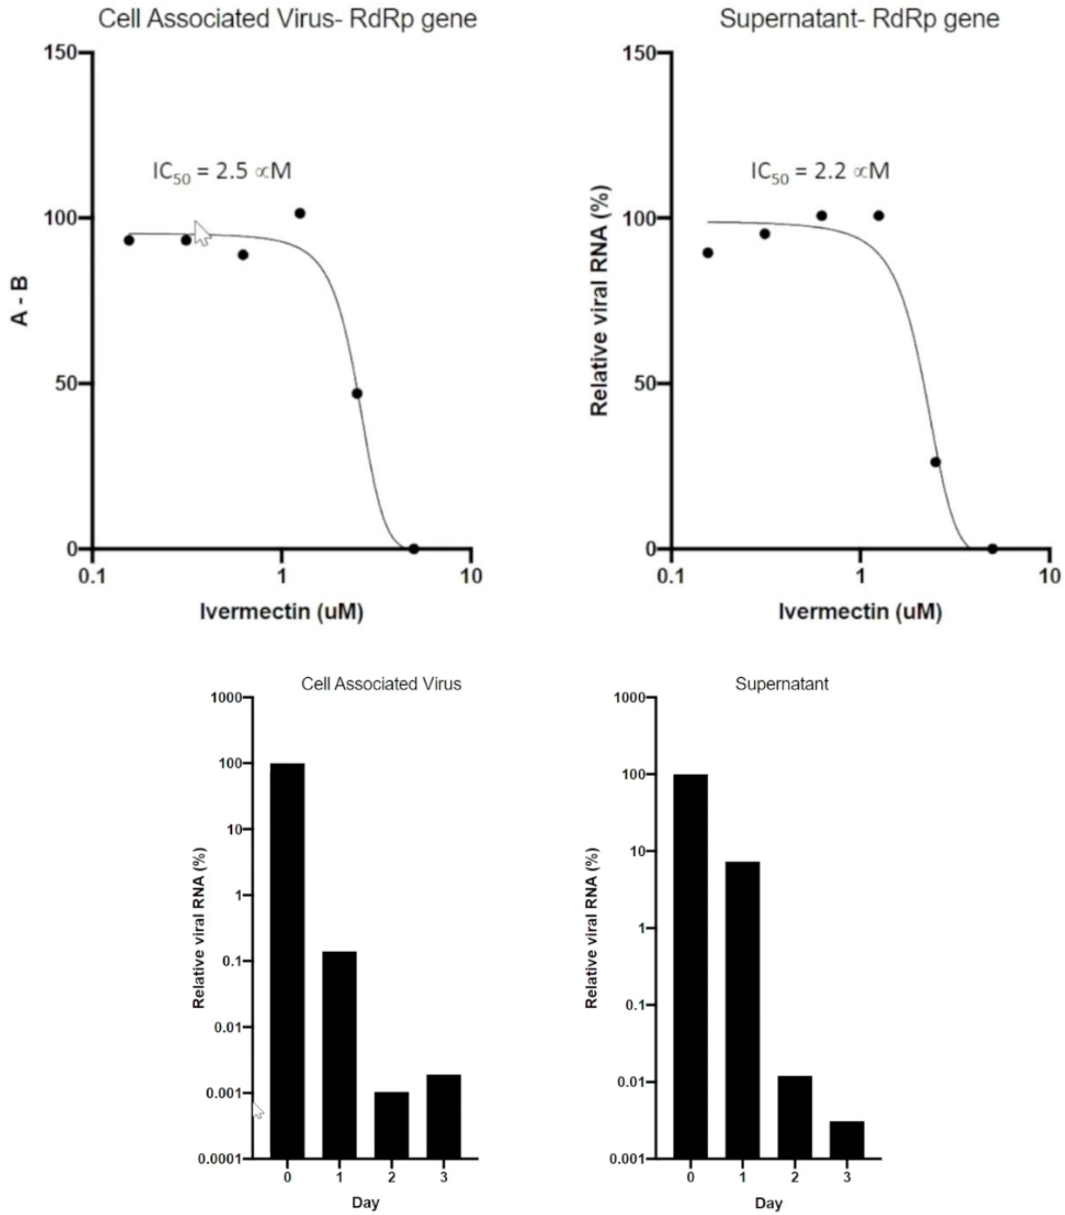 Cell Associated Virus- RdRp gene
150
100
50
0
A - B
IC50 = 2.5 ∝M
0.1 1 10
Ivermectin (uM)
Supernatant- RdRp gene
150
100
50
0
Relative viral RNA (%)
IC50 = 2.2 ∝M
0.1 1 10
Ivermectin (uM)
Cell Associated Virus
1000
100
10
1
0.1
0.01
0.001
0.0001
Relative viral RNA (%)
0 1 2 3
Day
Supernatant
1000
100
10
1
0.1
0.01
0.001
Relative viral RNA (%)
0 1 2 3
Day